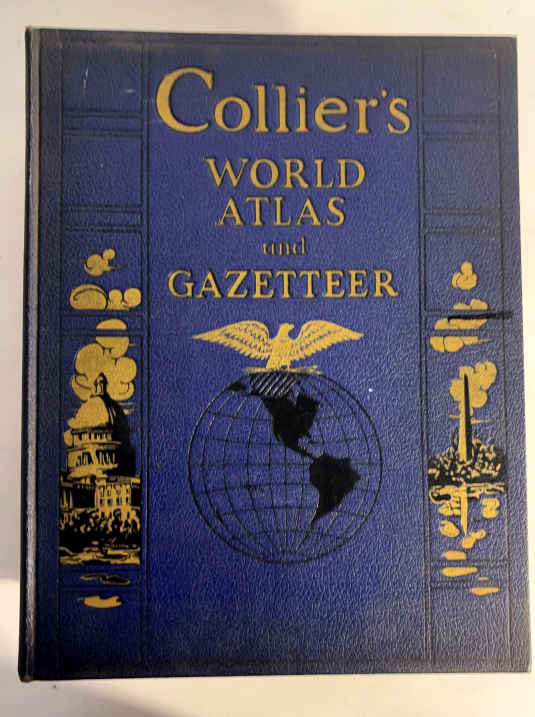 Collier's
WORLD
ATLAS
and
GAZETTEER